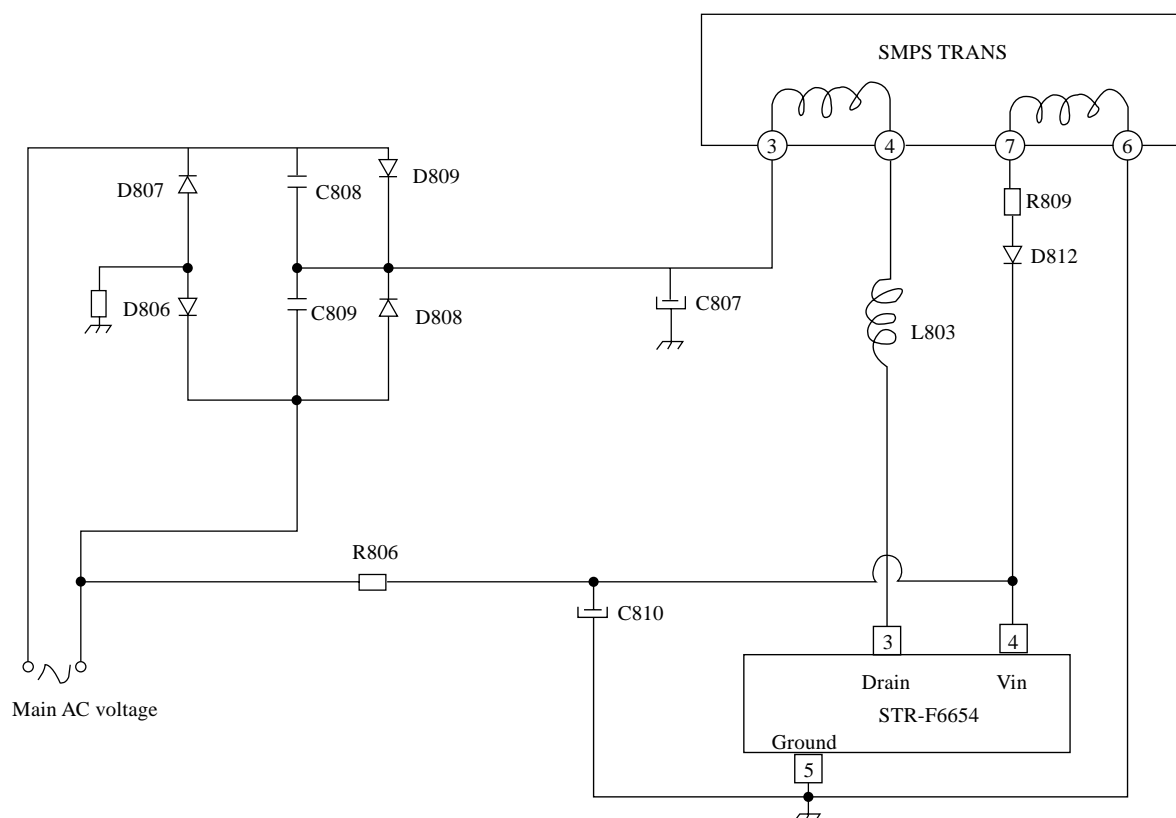 SMPS TRANS
3
4
7
6
D807
C808
D809
R809
D812
D806
C809
D808
C807
L803
R806
C810
3
4
Main AC voltage
Drain
Vin
STR-F6654
Ground
5